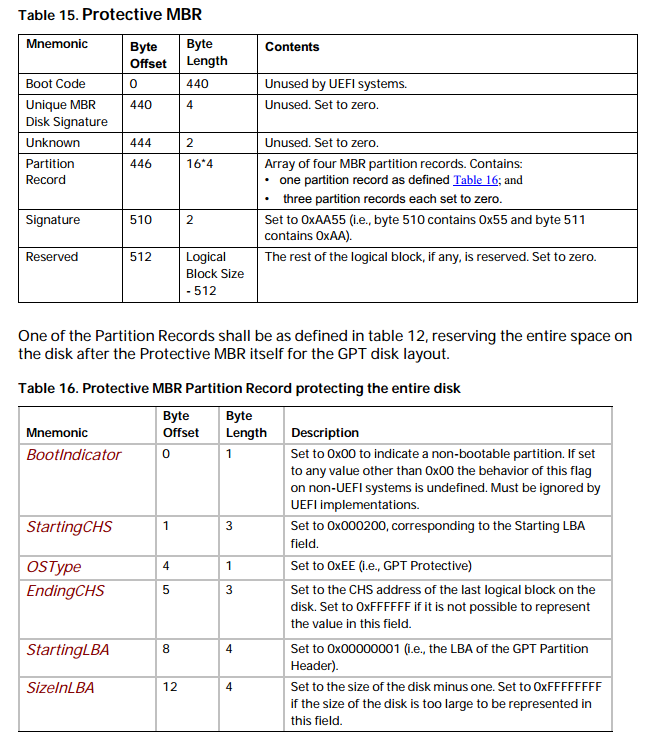 Table 15. Protective MBR
Mnemonic Byte Offset Byte Length Contents
Boot Code 0 440 Unused by UEFI systems.
Unique MBR Disk Signature 440 4 Unused. Set to zero.
Unknown 444 2 Unused. Set to zero.
Partition Record 446 16*4 Array of four MBR partition records. Contains:
• one partition record as defined Table 16; and
• three partition records each set to zero.
Signature 510 2 Set to 0xAA55 (i.e., byte 510 contains 0x55 and byte 511
contains 0xAA).
Reserved 512 Logical Block Size - 512 The rest of the logical block, if any, is reserved. Set to zero.
One of the Partition Records shall be as defined in table 12, reserving the entire space on
the disk after the Protective MBR itself for the GPT disk layout.
Table 16. Protective MBR Partition Record protecting the entire disk
Mnemonic Byte Offset Byte Length Description
BootIndicator 0 1 Set to 0x00 to indicate a non-bootable partition. If set
to any value other than 0x00 the behavior of this flag
on non-UEFI systems is undefined. Must be ignored by
UEFI implementations.
StartingCHS 1 3 Set to 0x000200, corresponding to the Starting LBA
field.
OSType 4 1 Set to 0xEE (i.e., GPT Protective)
EndingCHS 5 3 Set to the CHS address of the last logical block on the
disk. Set to 0xFFFFFF if it is not possible to represent
the value in this field.
StartingLBA 8 4 Set to 0x00000001 (i.e., the LBA of the GPT Partition
Header).
SizeInLBA 12 4 Set to the size of the disk minus one. Set to 0xFFFFFFFF
if the size of the disk is too large to be represented in
this field.